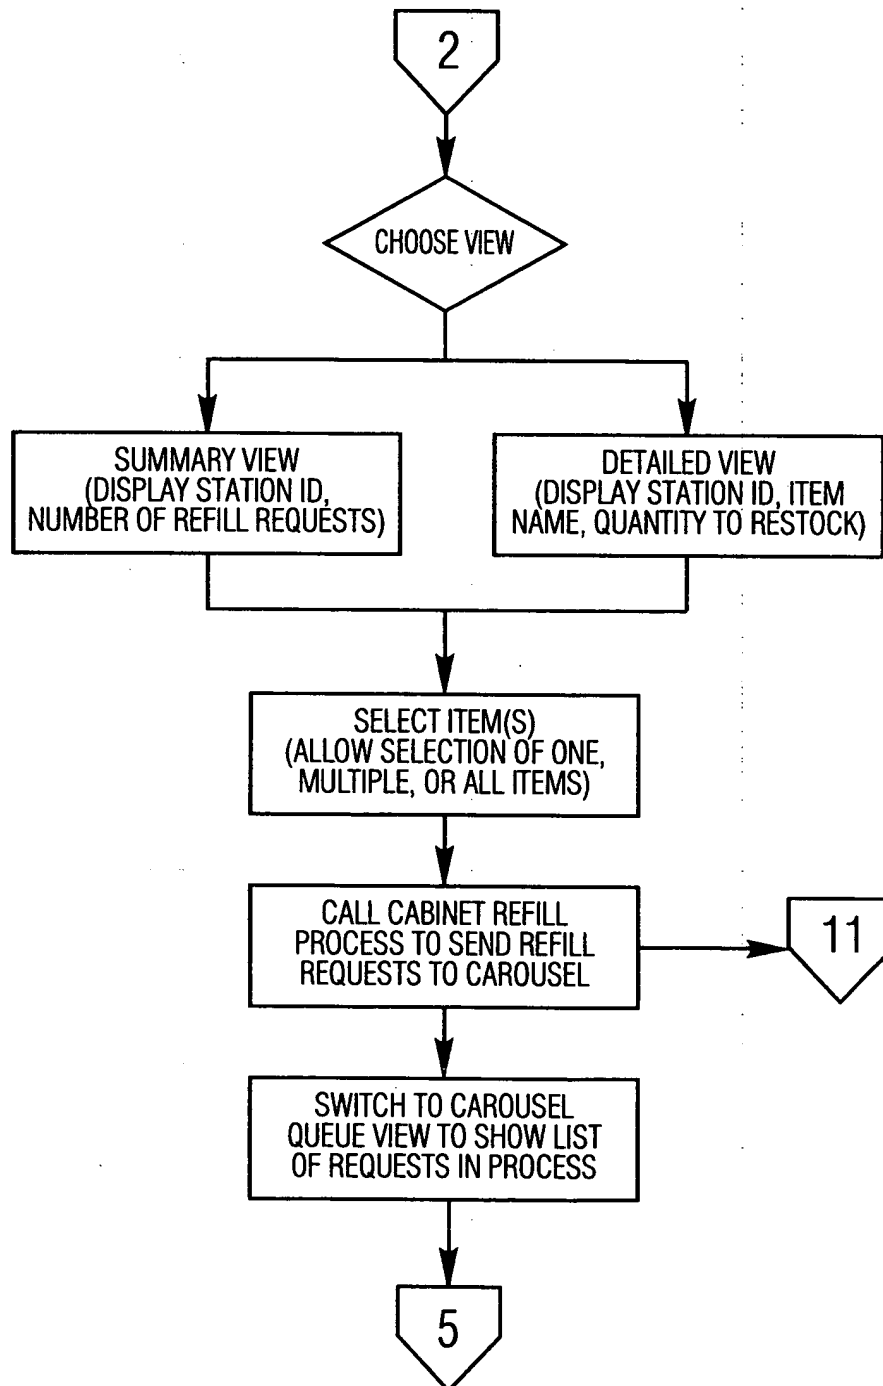 2
CHOOSE VIEW
SUMMARY VIEW
(DISPLAY STATION ID,
NUMBER OF REFILL REQUESTS)
DETAILED VIEW
(DISPLAY STATION ID, ITEM
NAME, QUANTITY TO RESTOCK)
SELECT ITEM(S)
(ALLOW SELECTION OF ONE,
MULTIPLE, OR ALL ITEMS)
CALL CABINET REFILL
PROCESS TO SEND REFILL
REQUESTS TO CAROUSEL
11
SWITCH TO CAROUSEL
QUEUE VIEW TO SHOW LIST
OF REQUESTS IN PROCESS
5